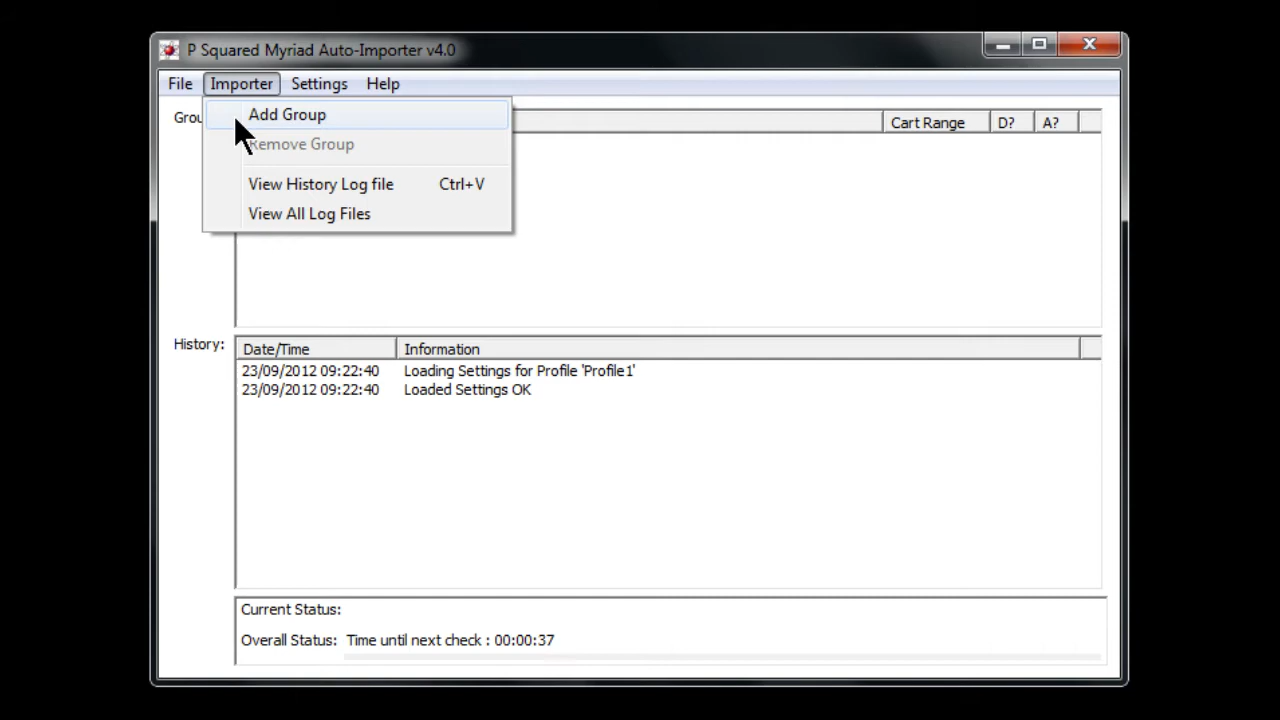 P Squared Myriad Auto-Importer v4.0
File Importer Settings Help
Add Group
Remove Group
View History Log file Ctrl+V
View All Log Files
Cart Range D? A?
History:
Date/Time Information
23/09/2012 09:22:40 Loading Settings for Profile 'Profile1'
23/09/2012 09:22:40 Loaded Settings OK
Current Status:
Overall Status: Time until next check : 00:00:37